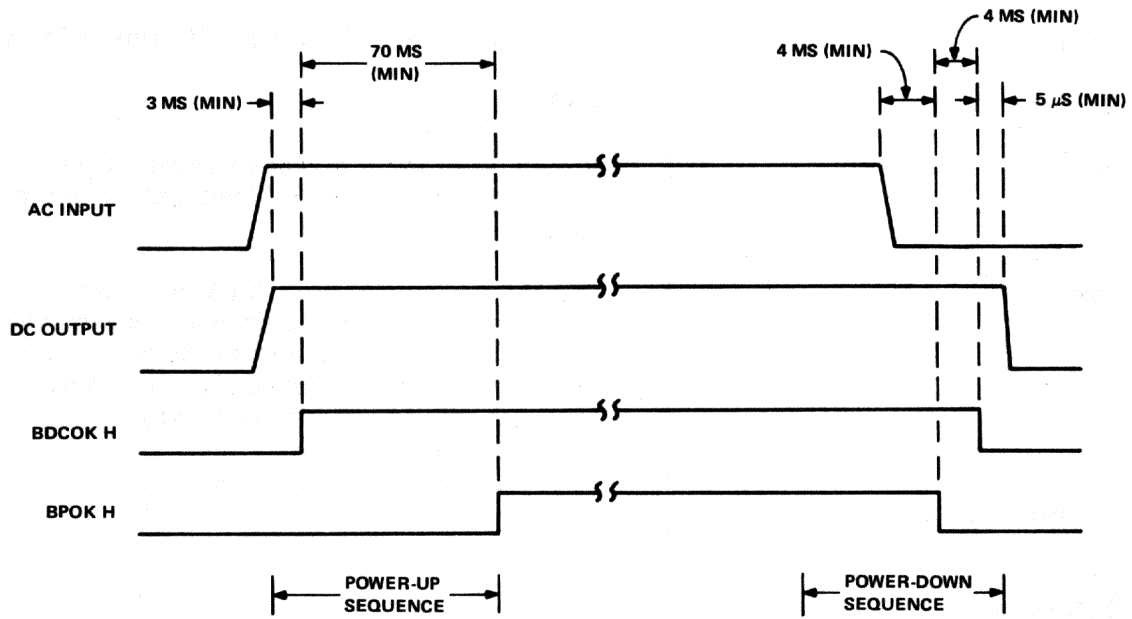 4 MS (MIN)
70 MS
(MIN)
4 MS (MIN)
3 MS (MIN)
5 µS (MIN)
AC INPUT
DC OUTPUT
BDCOK H
BPOK H
POWER-UP
SEQUENCE
POWER-DOWN
SEQUENCE